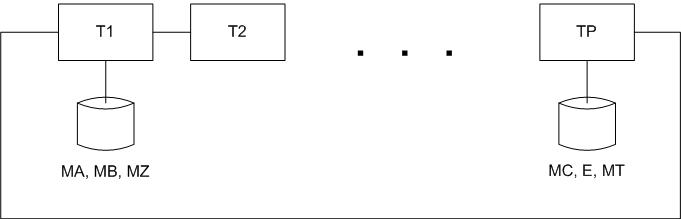 T1 T2 TP
MA, MB, MZ MC, E, MT